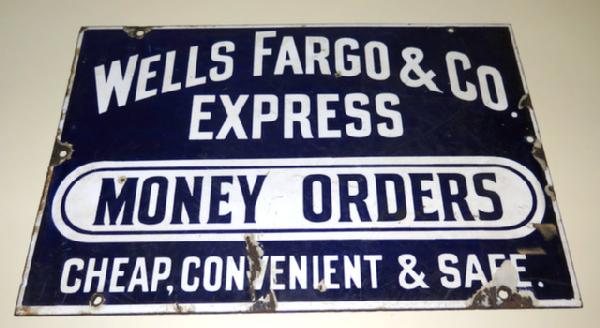 WELLS FARGO & CO.
EXPRESS
MONEY ORDERS
CHEAP, CONVENIENT & SAFE.